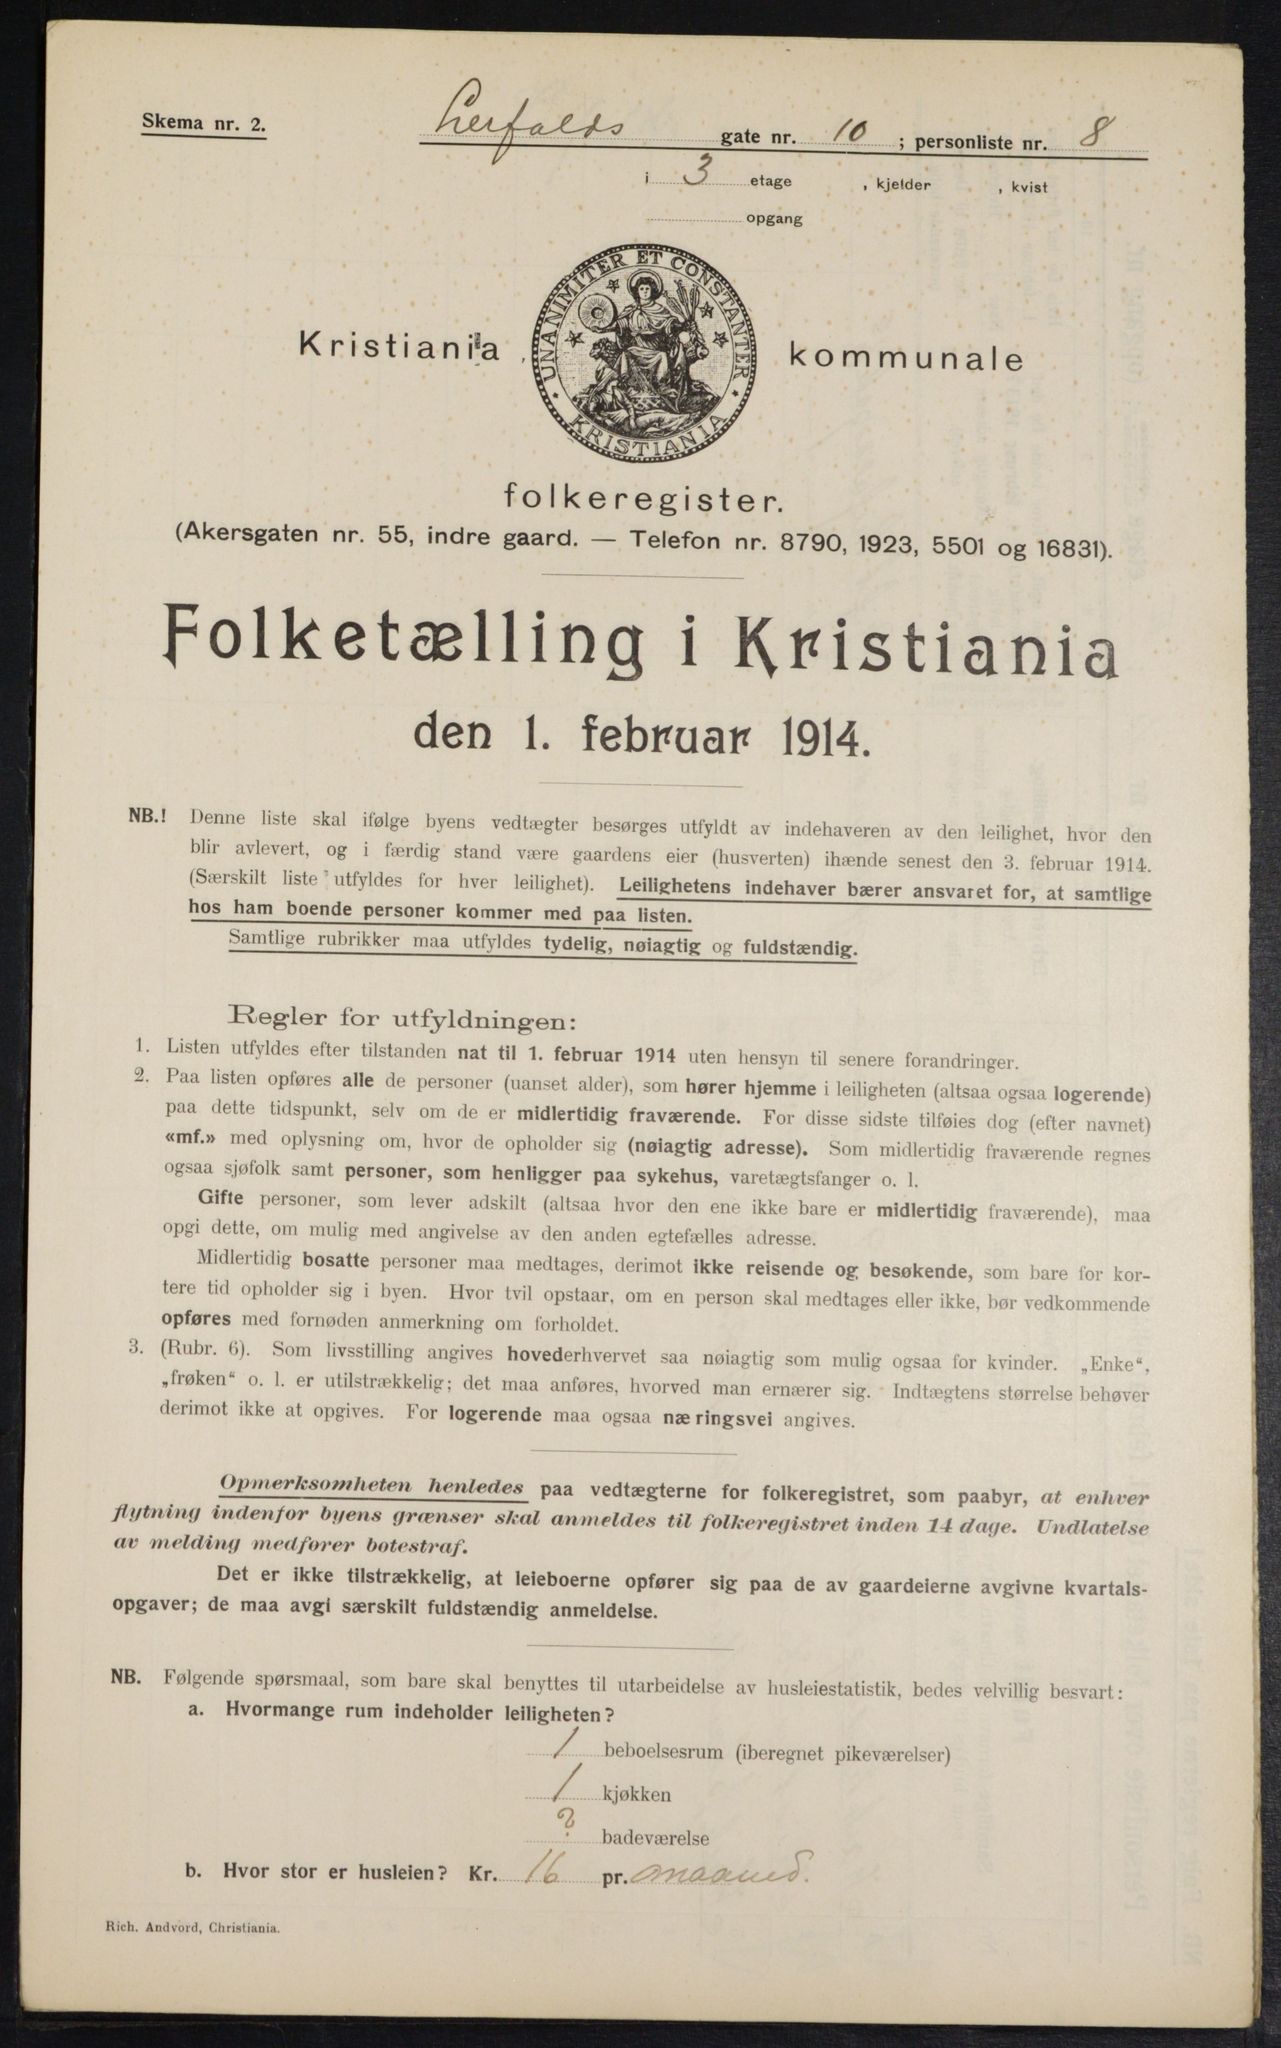 Skema nr. 2.
Lerfalds gate nr. 10 ; personliste nr. 8
i 3 etage , kjelder , kvist
opgang
UNANIMITER ET CONSTANTER
KRISTIANIA
Kristiania kommunale
folkeregister.
(Akersgaten nr. 55, indre gaard. — Telefon nr. 8790, 1923, 5501 og 16831).
Folketælling i Kristiania
den 1. februar 1914.
NB.! Denne liste skal ifølge byens vedtægter besørges utfyldt av indehaveren av den leilighet, hvor den
blir avlevert, og i færdig stand være gaardens eier (husverten) ihænde senest den 3. februar 1914.
(Særskilt liste utfyldes for hver leilighet). Leilighetens indehaver bærer ansvaret for, at samtlige
hos ham boende personer kommer med paa listen.
Samtlige rubrikker maa utfyldes tydelig, nøiagtig og fuldstændig.
Regler for utfyldningen:
1. Listen utfyldes efter tilstanden nat til 1. februar 1914 uten hensyn til senere forandringer.
2. Paa listen opføres alle de personer (uanset alder), som hører hjemme i leiligheten (altsaa ogsaa logerende)
paa dette tidspunkt, selv om de er midlertidig fraværende. For disse sidste tilføies dog (efter navnet)
«mf.» med oplysning om, hvor de opholder sig (nøiagtig adresse). Som midlertidig fraværende regnes
ogsaa sjøfolk samt personer, som henligger paa sykehus, varetægtsfanger o. l.
Gifte personer, som lever adskilt (altsaa hvor den ene ikke bare er midlertidig fraværende), maa
opgi dette, om mulig med angivelse av den anden egtefælles adresse.
Midlertidig bosatte personer maa medtages, derimot ikke reisende og besøkende, som bare for kor-
tere tid opholder sig i byen. Hvor tvil opstaar, om en person skal medtages eller ikke, bør vedkommende
opføres med fornøden anmerkning om forholdet.
3. (Rubr. 6). Som livsstilling angives hovederhvervet saa nøiagtig som mulig ogsaa for kvinder. „Enke“,
„frøken“ o. l. er utilstrækkelig; det maa anføres, hvorved man ernærer sig. Indtægtens størrelse behøver
derimot ikke at opgives. For logerende maa ogsaa næringsvei angives.
Opmerksomheten henledes paa vedtægterne for folkeregistret, som paabyr, at enhver
flytning indenfor byens grænser skal anmeldes til folkeregistret inden 14 dage. Undlatelse
av melding medfører botestraf.
Det er ikke tilstrækkelig, at leieboerne opfører sig paa de av gaardeierne avgivne kvartals-
opgaver; de maa avgi særskilt fuldstændig anmeldelse.
NB. Følgende spørsmaal, som bare skal benyttes til utarbeidelse av husleiestatistik, bedes velvillig besvart:
a. Hvormange rum indeholder leiligheten?
1 beboelsesrum (iberegnet pikeværelser)
1 kjøkken
? badeværelse
b. Hvor stor er husleien? Kr. 16 pr. maaned.
Rich. Andvord, Christiania.